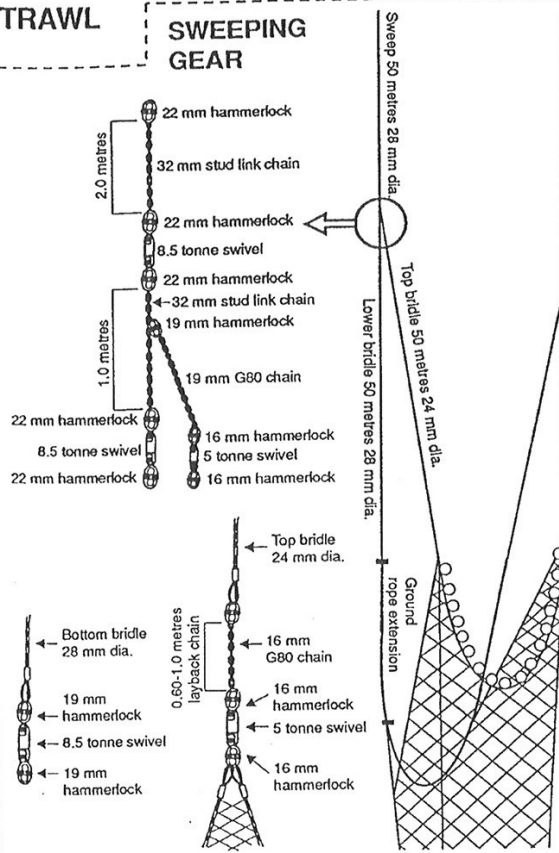 TRAWL
SWEEPING
GEAR
22 mm hammerlock
2.0 metres
32 mm stud link chain
22 mm hammerlock
8.5 tonne swivel
22 mm hammerlock
32 mm stud link chain
19 mm hammerlock
1.0 metres
19 mm G80 chain
22 mm hammerlock
8.5 tonne swivel
22 mm hammerlock
16 mm hammerlock
5 tonne swivel
16 mm hammerlock
Sweep 50 metres 28 mm dia.
Top bridle 50 metres 24 mm dia.
Lower bridle 50 metres 28 mm dia.
Ground
rope extension
Top bridle
24 mm dia.
0.60-1.0 metres
layback chain
16 mm
G80 chain
16 mm
hammerlock
5 tonne swivel
16 mm
hammerlock
Bottom bridle
28 mm dia.
19 mm
hammerlock
8.5 tonne swivel
19 mm
hammerlock